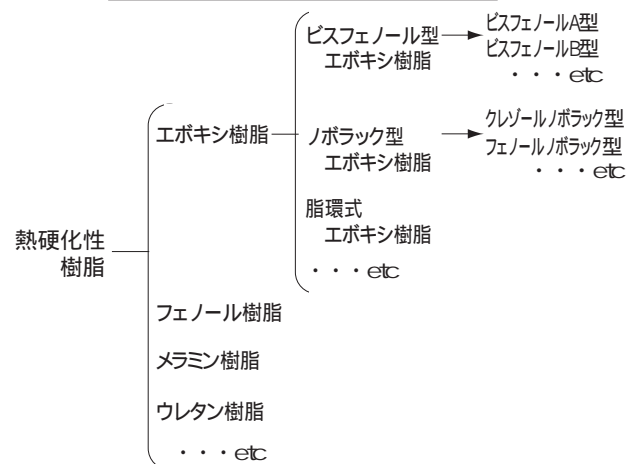 ビスフェノール型
エボキシ樹脂
ビスフェノールA型
ビスフェノールB型
・・・etc
エボキシ樹脂
ノボラック型
エボキシ樹脂
クレゾールノボラック型
フェノールノボラック型
・・・etc
脂環式
エボキシ樹脂
・・・etc
熱硬化性
樹脂
フェノール樹脂
メラミン樹脂
ウレタン樹脂
・・・etc